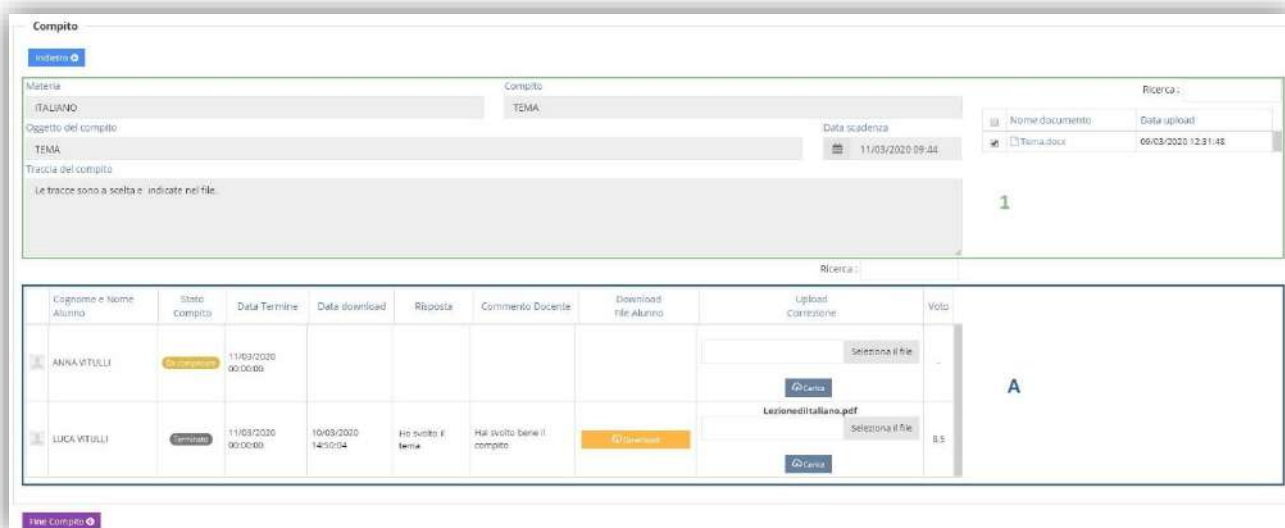 Compito
Indietro
Materia
Compito
Ricerca :
ITALIANO
TEMA
Nome documento
Data upload
Oggetto del compito
Data scadenza
Tema.docx
09/03/2020 12:31:48
TEMA
11/03/2020 09:44
Traccia del compito
Le tracce sono a scelta e indicate nel file.
1
Ricerca :
Cognome e Nome
Alunno
Stato
Compito
Data Termine
Data download
Risposta
Commento Docente
Download
File Alunno
Upload
Correzione
Voto
ANNA VITULLI
Da completare
11/03/2020
00:00:00
Seleziona il file
-
Carica
A
LUCA VITULLI
Terminato
11/03/2020
00:00:00
10/03/2020
14:50:04
Ho svolto il
tema
Hai svolto bene il
compito
Download
LezionediItaliano.pdf
Seleziona il file
8.5
Carica
Fine Compito